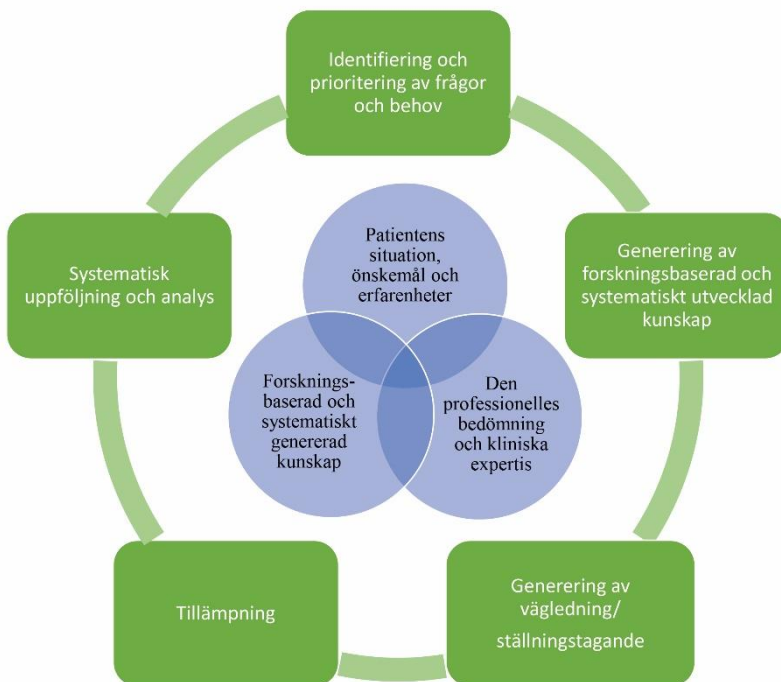 Identifiering och
prioritering av frågor
och behov
Generering av
forskningsbaserad och
systematiskt utvecklad
kunskap
Generering av
vägledning/
ställningstagande
Tillämpning
Systematisk
uppföljning och analys
Patientens
situation,
önskemål och
erfarenheter
Den
professionelles
bedömning
och kliniska
expertis
Forsknings-
baserad och
systematiskt
genererad
kunskap